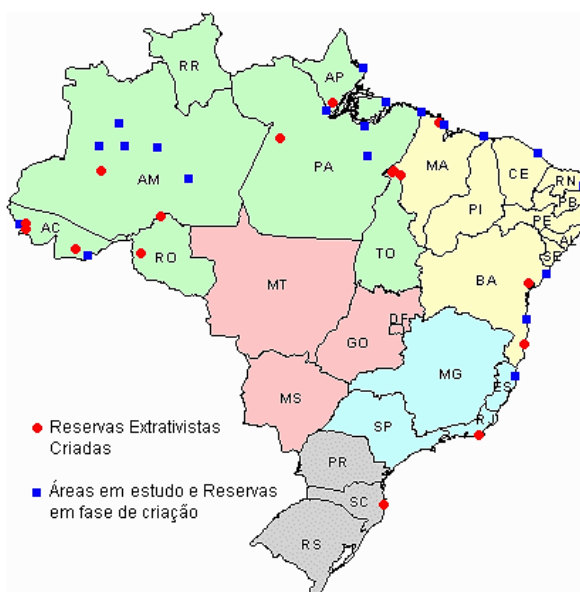 RR
AP
AM
PA
MA
CE
RN
PB
PI
PE
AL
SE
AC
RO
TO
BA
MT
DF
GO
MG
ES
MS
SP
RJ
Reservas Extrativistas
Criadas
PR
Áreas em estudo e Reservas
em fase de criação
SC
RS